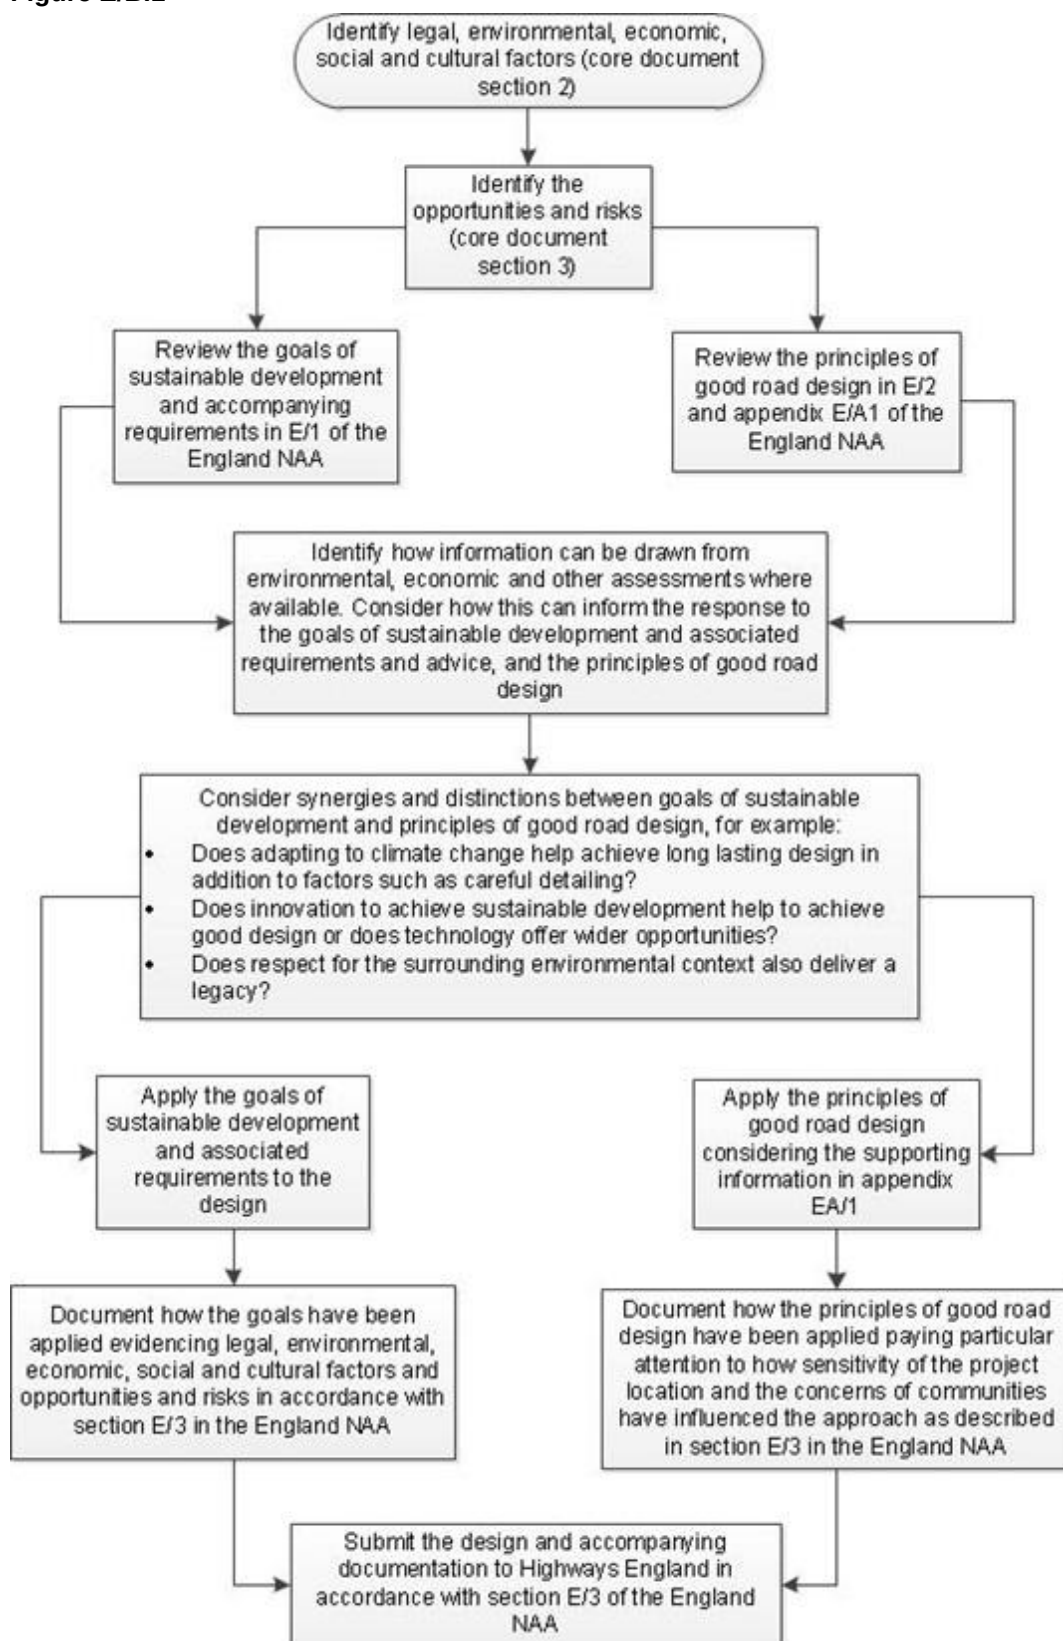 Figure
Identify legal, environmental, economic,
social and cultural factors (core document
section 2)
Identify the
opportunities and risks
(core document
section 3)
Review the goals of
sustainable development
and accompanying
requirements in E/1 of the
England NAA
Review the principles of
good road design in E/2
and appendix E/A1 of the
England NAA
Identify how information can be drawn from
environmental, economic and other assessments where
available. Consider how this can inform the response to
the goals of sustainable development and associated
requirements and advice, and the principles of good road
design
Consider synergies and distinctions between goals of sustainable
development and principles of good road design, for example:
• Does adapting to climate change help achieve long lasting design in
addition to factors such as careful detailing?
• Does innovation to achieve sustainable development help to achieve
good design or does technology offer wider opportunities?
• Does respect for the surrounding environmental context also deliver a
legacy?
Apply the goals of
sustainable development
and associated
requirements to the
design
Apply the principles of
good road design
considering the supporting
information in appendix
EA/1
Document how the goals have been
applied evidencing legal, environmental,
economic, social and cultural factors and
opportunities and risks in accordance with
section E/3 in the England NAA
Document how the principles of good road
design have been applied paying particular
attention to how sensitivity of the project
location and the concerns of communities
have influenced the approach as described
in section E/3 in the England NAA
Submit the design and accompanying
documentation to Highways England in
accordance with section E/3 of the England
NAA